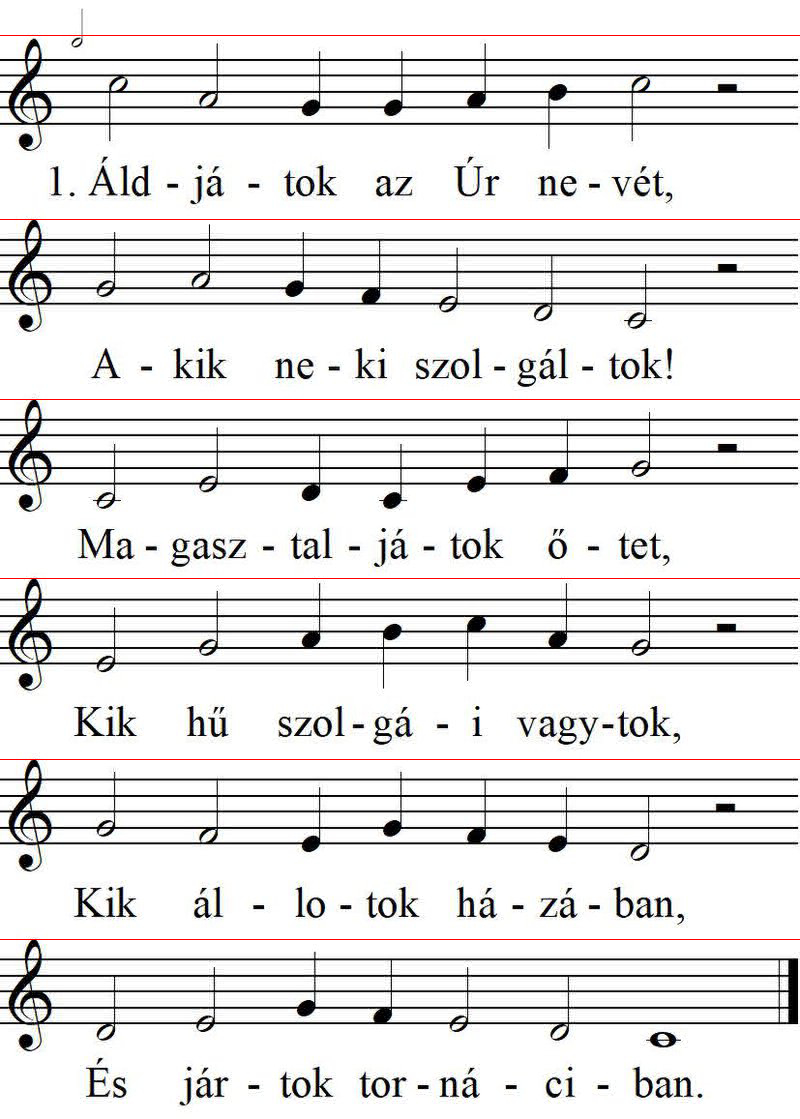 1. Áld - já - tok az Úr ne - vét,
A - kik ne - ki szol - gál - tok!
Ma - gasz - tal - já - tok ő - tet,
Kik hű szol - gá - i vagy - tok,
Kik ál - lo - tok há - zá - ban,
És jár - tok tor - ná - ci - ban.